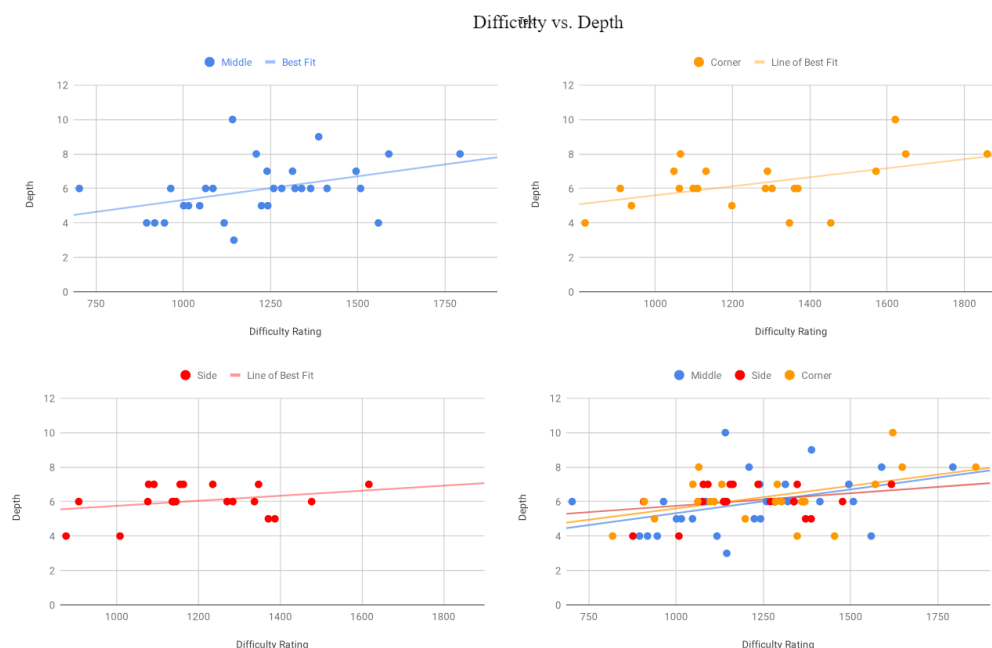 Difficulty vs. Depth
Middle Best Fit
12
10
8
6
4
2
0
Depth
750 1000 1250 1500 1750
Difficulty Rating
Corner Line of Best Fit
12
10
8
6
4
2
0
Depth
1000 1200 1400 1600 1800
Difficulty Rating
Side Line of Best Fit
12
10
8
6
4
2
0
Depth
1000 1200 1400 1600 1800
Difficulty Rating
Middle Side Corner
12
10
8
6
4
2
0
Depth
750 1000 1250 1500 1750
Difficulty Rating